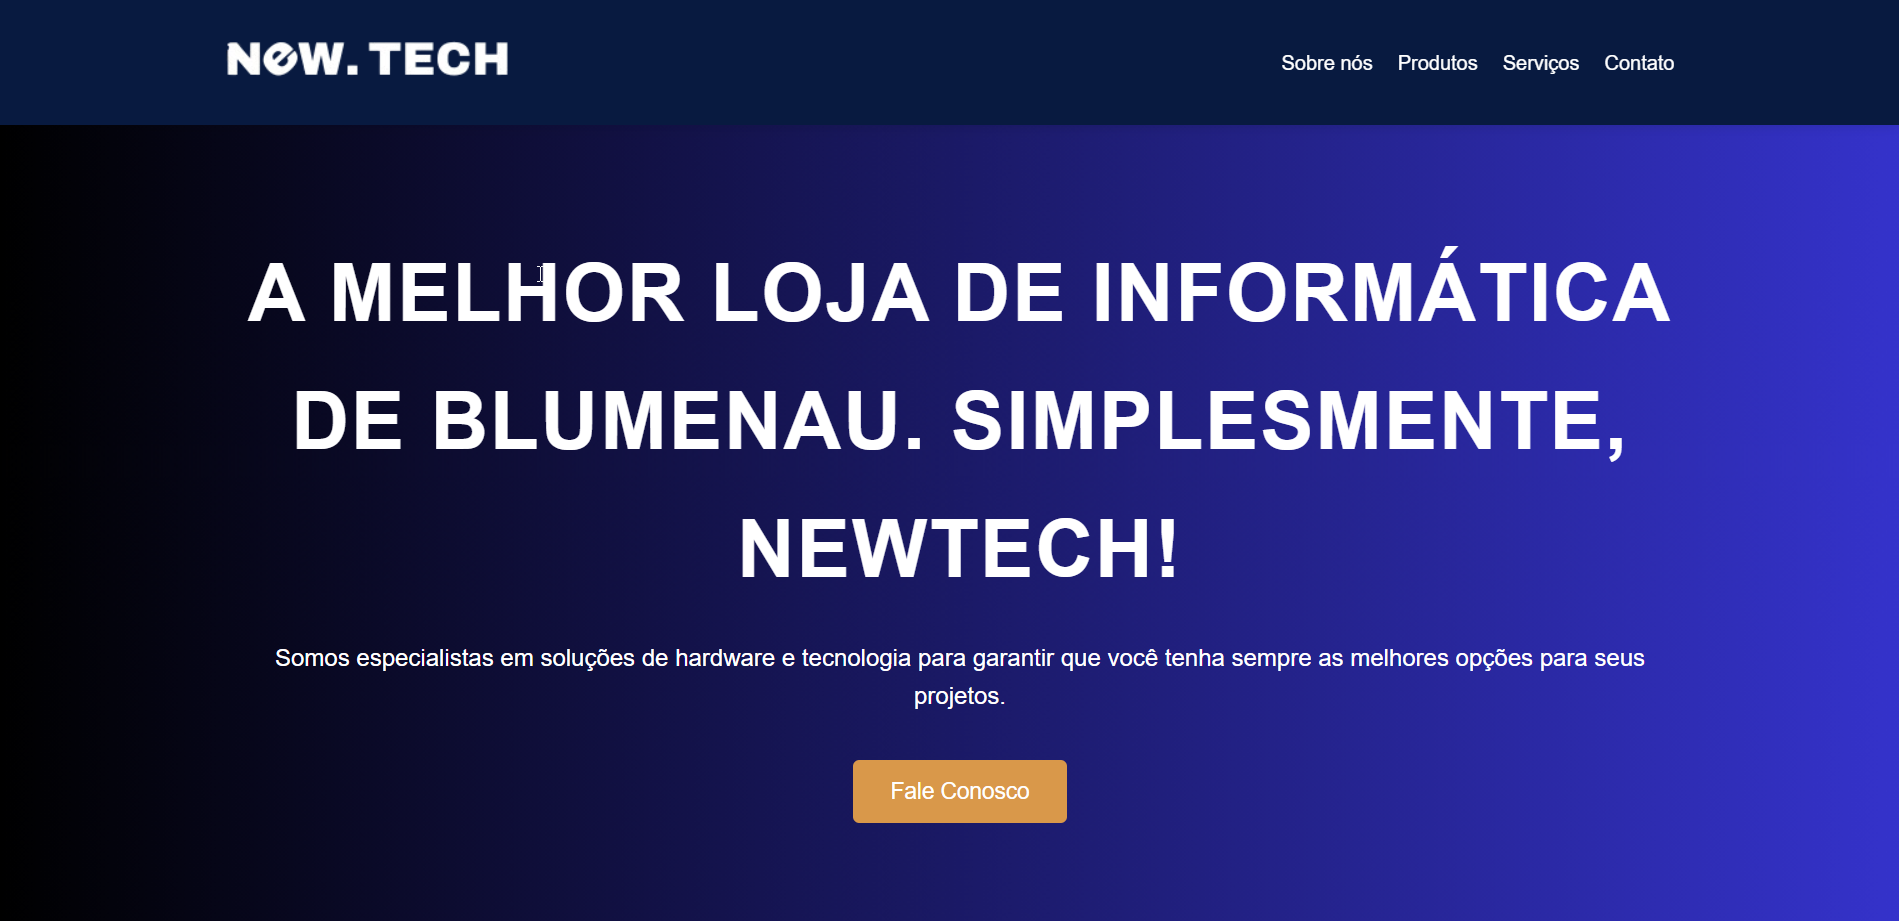 NeW. TECH
Sobre nós Produtos Serviços Contato
A MELHOR LOJA DE INFORMÁTICA
DE BLUMENAU. SIMPLESMENTE,
NEWTECH!
Somos especialistas em soluções de hardware e tecnologia para garantir que você tenha sempre as melhores opções para seus
projetos.
Fale Conosco